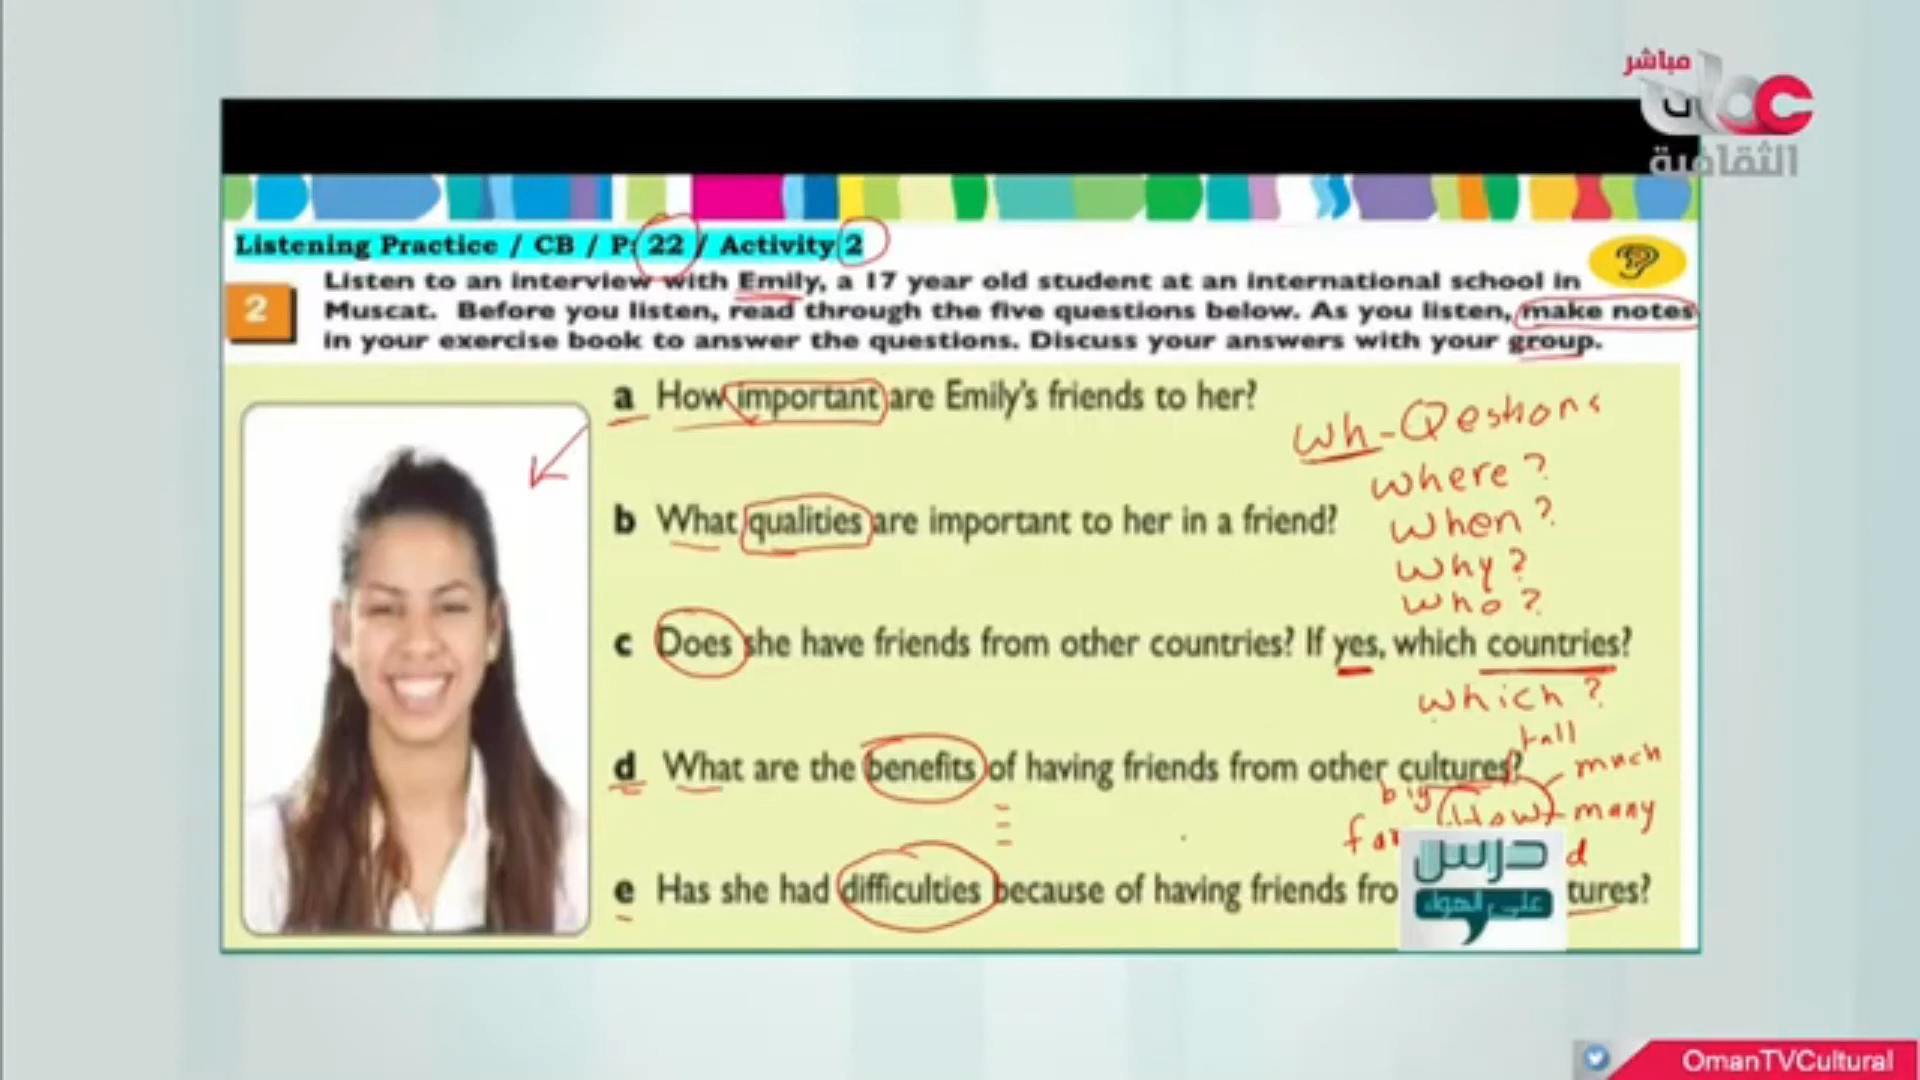 مباشر
عمان
الثقافية
Listening Practice / CB / P: 22 / Activity 2
2
Listen to an interview with Emily, a 17 year old student at an international school in
Muscat. Before you listen, read through the five questions below. As you listen, make notes
in your exercise book to answer the questions. Discuss your answers with your group.
a How important are Emily's friends to her?
wh-Qestions
where?
b What qualities are important to her in a friend?
when?
why?
who?
c Does she have friends from other countries? If yes, which countries?
which?
d What are the benefits of having friends from other cultures?
tall
much
big
How
many
far
d
e Has she had difficulties because of having friends fro tures?
درس
على الهواء
OmanTVCultural